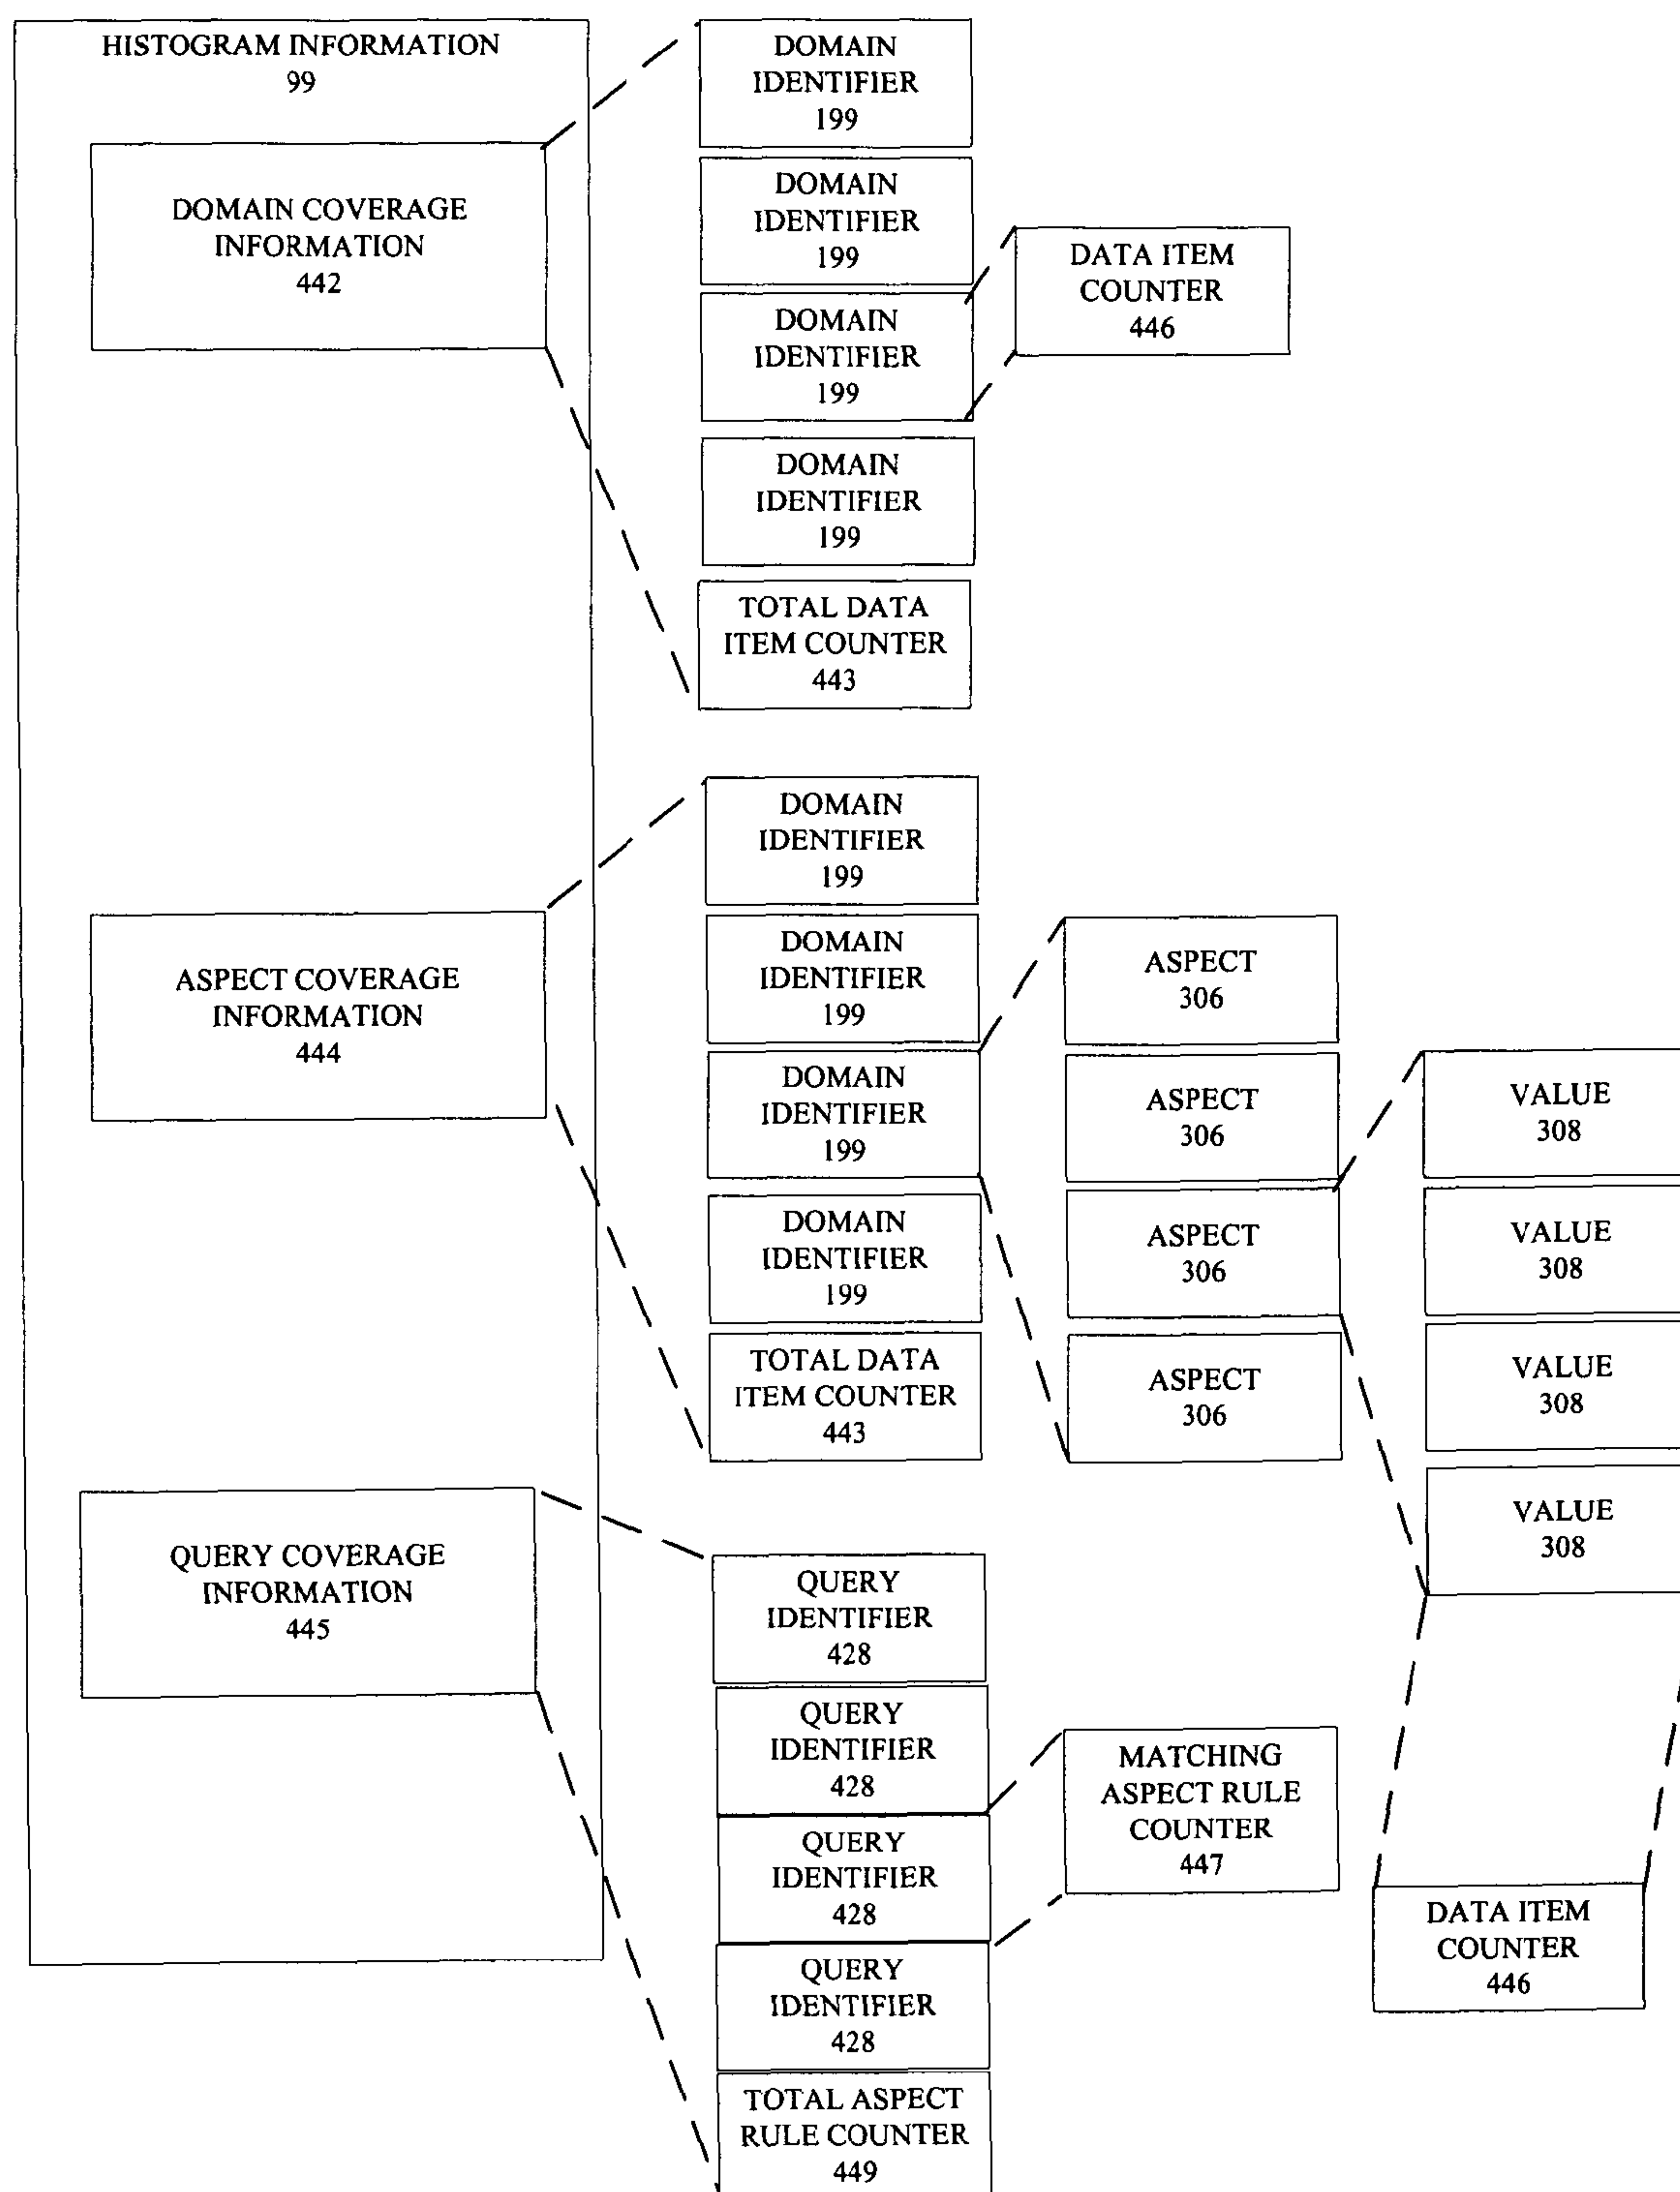 HISTOGRAM INFORMATION
99
DOMAIN COVERAGE
INFORMATION
442
DOMAIN
IDENTIFIER
199
DOMAIN
IDENTIFIER
199
DOMAIN
IDENTIFIER
199
DOMAIN
IDENTIFIER
199
TOTAL DATA
ITEM COUNTER
443
DATA ITEM
COUNTER
446
ASPECT COVERAGE
INFORMATION
444
DOMAIN
IDENTIFIER
199
DOMAIN
IDENTIFIER
199
DOMAIN
IDENTIFIER
199
DOMAIN
IDENTIFIER
199
TOTAL DATA
ITEM COUNTER
443
ASPECT
306
ASPECT
306
ASPECT
306
ASPECT
306
VALUE
308
VALUE
308
VALUE
308
VALUE
308
DATA ITEM
COUNTER
446
QUERY COVERAGE
INFORMATION
445
QUERY
IDENTIFIER
428
QUERY
IDENTIFIER
428
QUERY
IDENTIFIER
428
QUERY
IDENTIFIER
428
TOTAL ASPECT
RULE COUNTER
449
MATCHING
ASPECT RULE
COUNTER
447